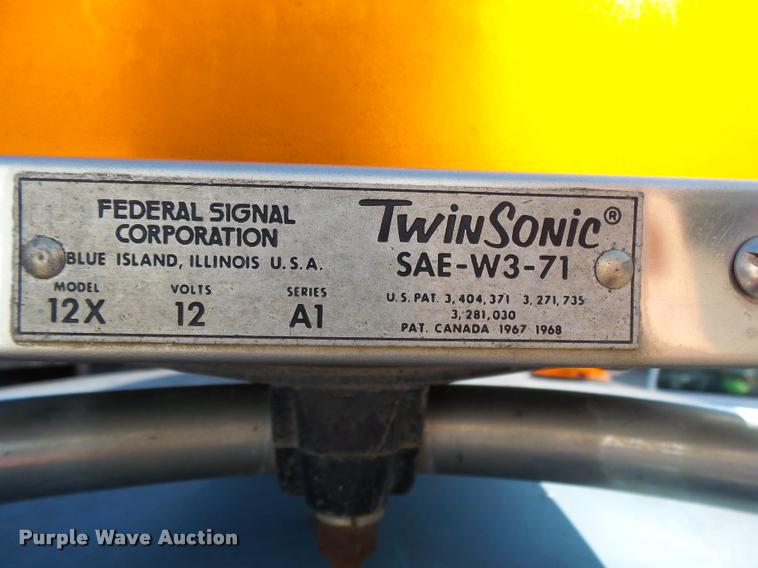 FEDERAL SIGNAL
CORPORATION
BLUE ISLAND, ILLINOIS U.S.A.
MODEL VOLTS SERIES
12X 12 A1
TWiNSONiC®
SAE-W3-71
U.S. PAT. 3,404,371 3,271,735
3,281,030
PAT. CANADA 1967 1968
Purple Wave Auction